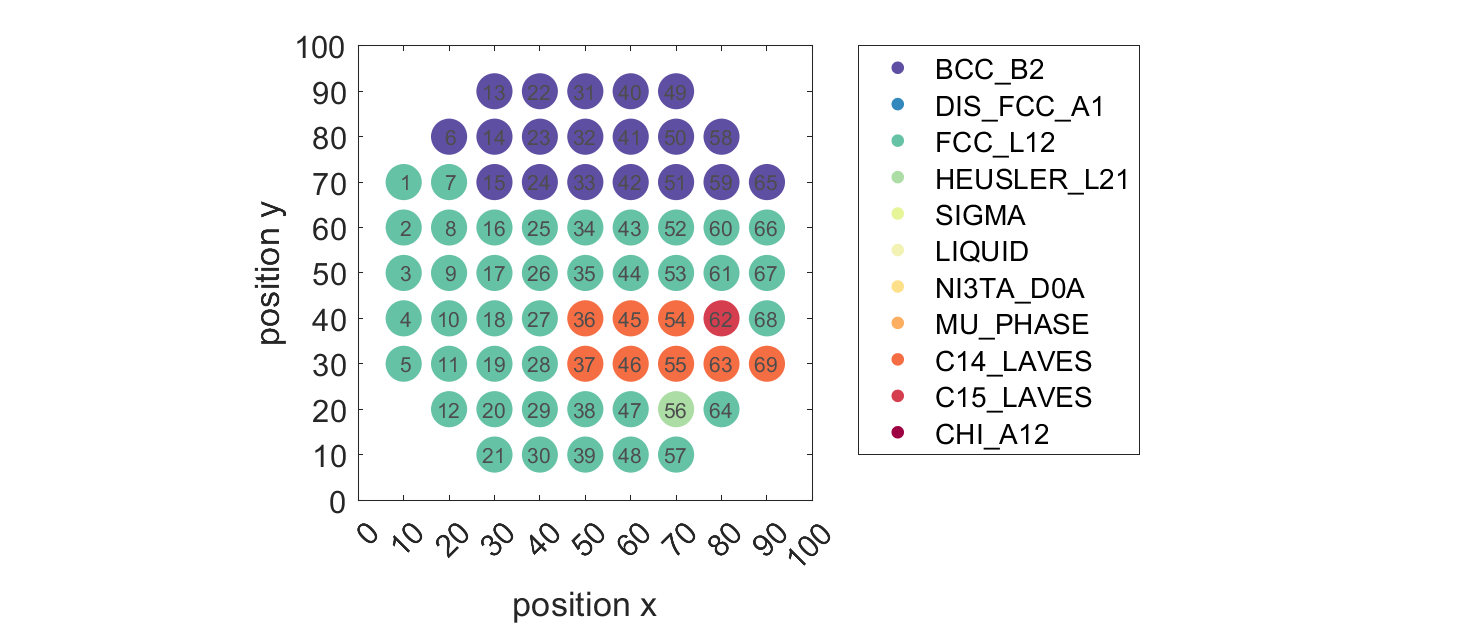 100
90
80
70
60
50
40
30
20
10
0
position y
13 22 31 40 49
6 14 23 32 41 50 58
1 7 15 24 33 42 51 59 65
2 8 16 25 34 43 52 60 66
3 9 17 26 35 44 53 61 67
4 10 18 27 36 45 54 62 68
5 11 19 28 37 46 55 63 69
12 20 29 38 47 56 64
21 30 39 48 57
0 10 20 30 40 50 60 70 80 90 100
position x
BCC_B2
DIS_FCC_A1
FCC_L12
HEUSLER_L21
SIGMA
LIQUID
NI3TA_D0A
MU_PHASE
C14_LAVES
C15_LAVES
CHI_A12